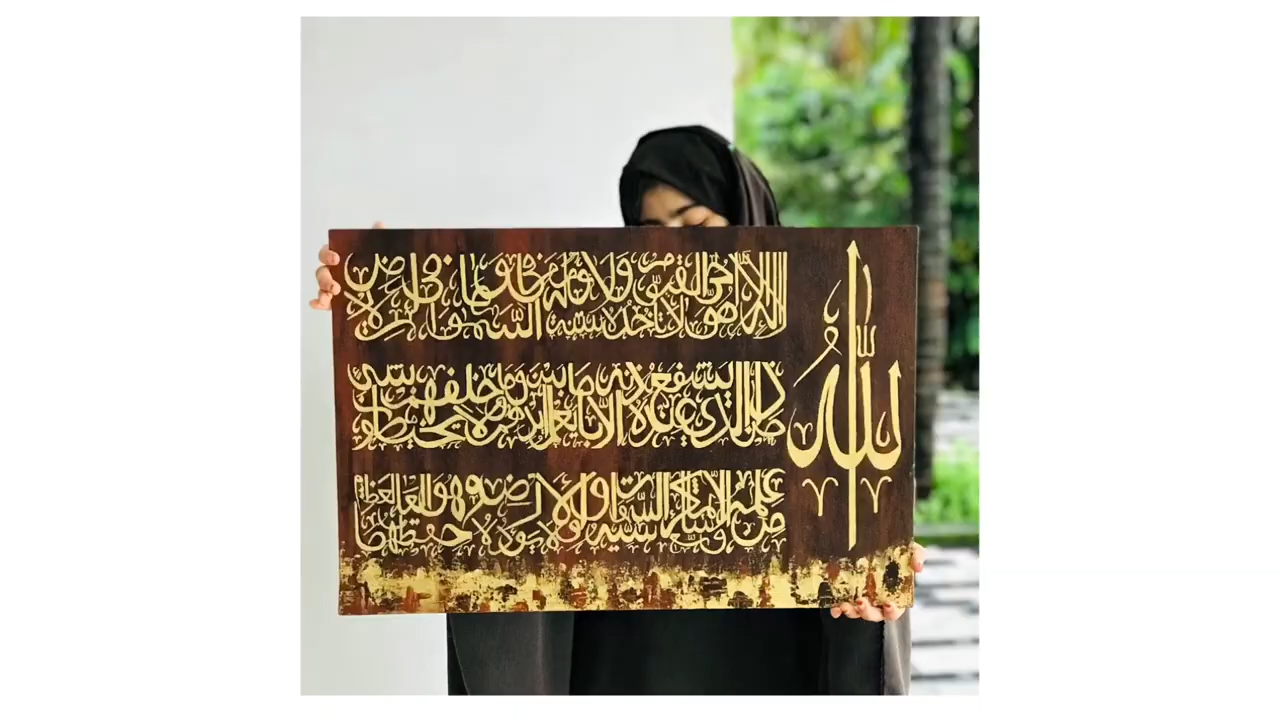 الله
لا إله إلا هو الحي القيوم لا تأخذه سنة ولا نوم له ما في السموات وما في الأرض
من ذا الذي يشفع عنده إلا بإذنه يعلم ما بين أيديهم وما خلفهم ولا يحيطون بشيء
من علمه إلا بما شاء وسع كرسيه السموات والأرض ولا يؤده حفظهما وهو العلي العظيم